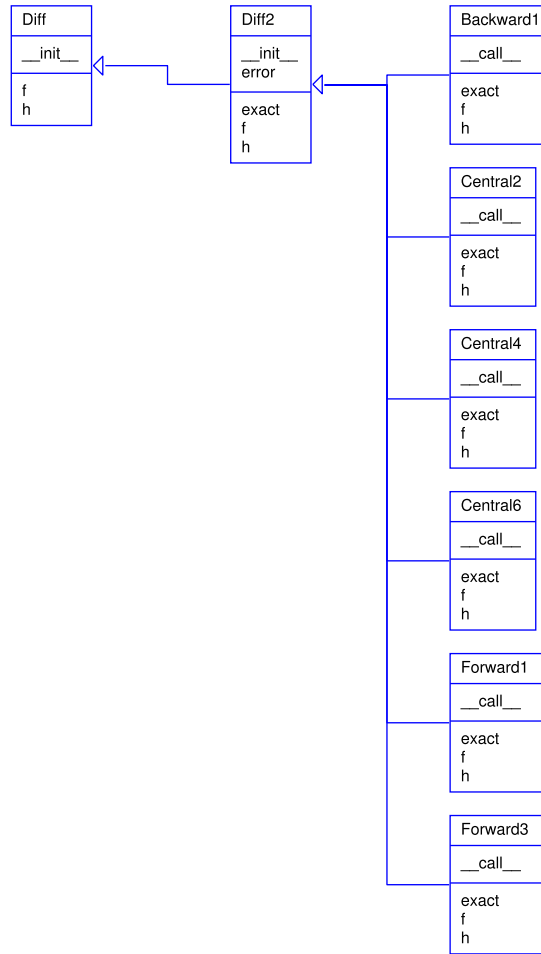 Diff
__init__
f
h
Diff2
__init__
error
exact
f
h
Backward1
__call__
exact
f
h
Central2
__call__
exact
f
h
Central4
__call__
exact
f
h
Central6
__call__
exact
f
h
Forward1
__call__
exact
f
h
Forward3
__call__
exact
f
h